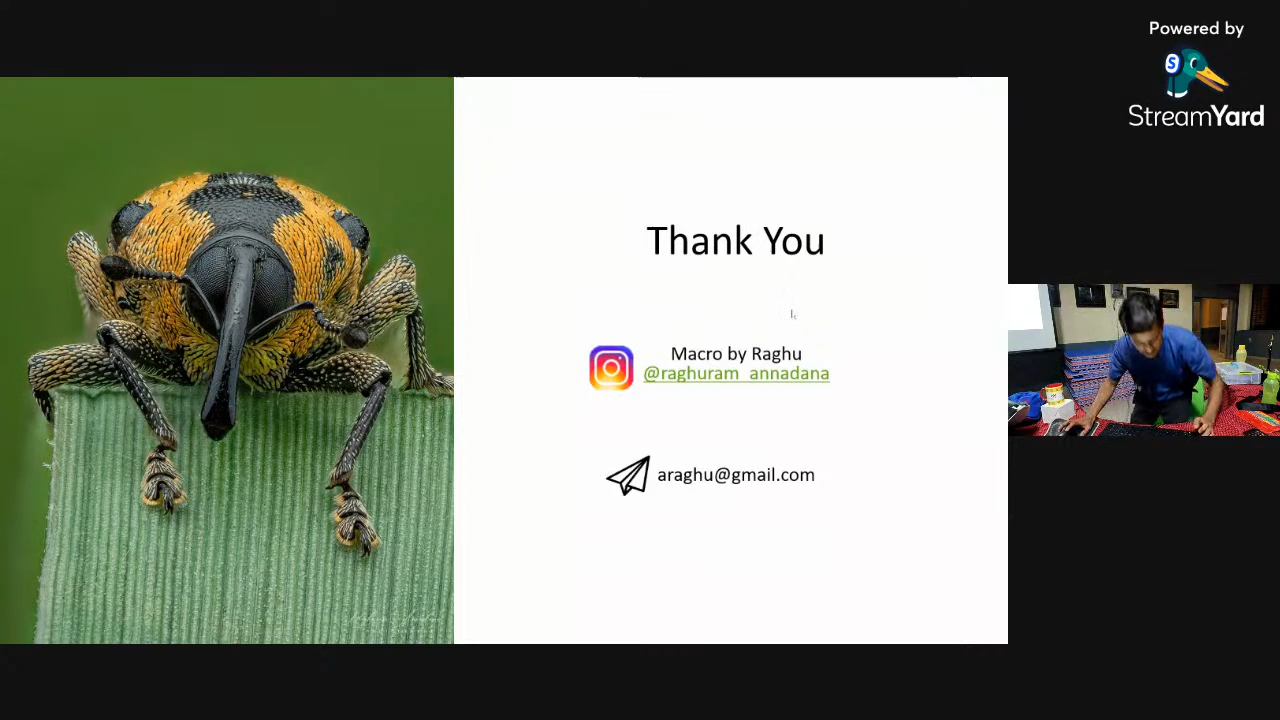 Powered by
StreamYard
Thank You
Macro by Raghu
@raghuram_annadana
araghu@gmail.com